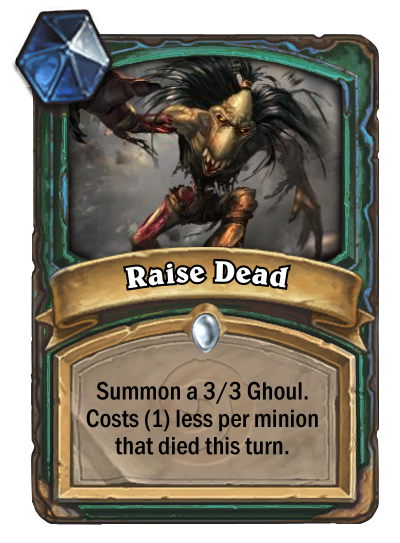 Raise Dead
Summon a 3/3 Ghoul.
Costs (1) less per minion
that died this turn.